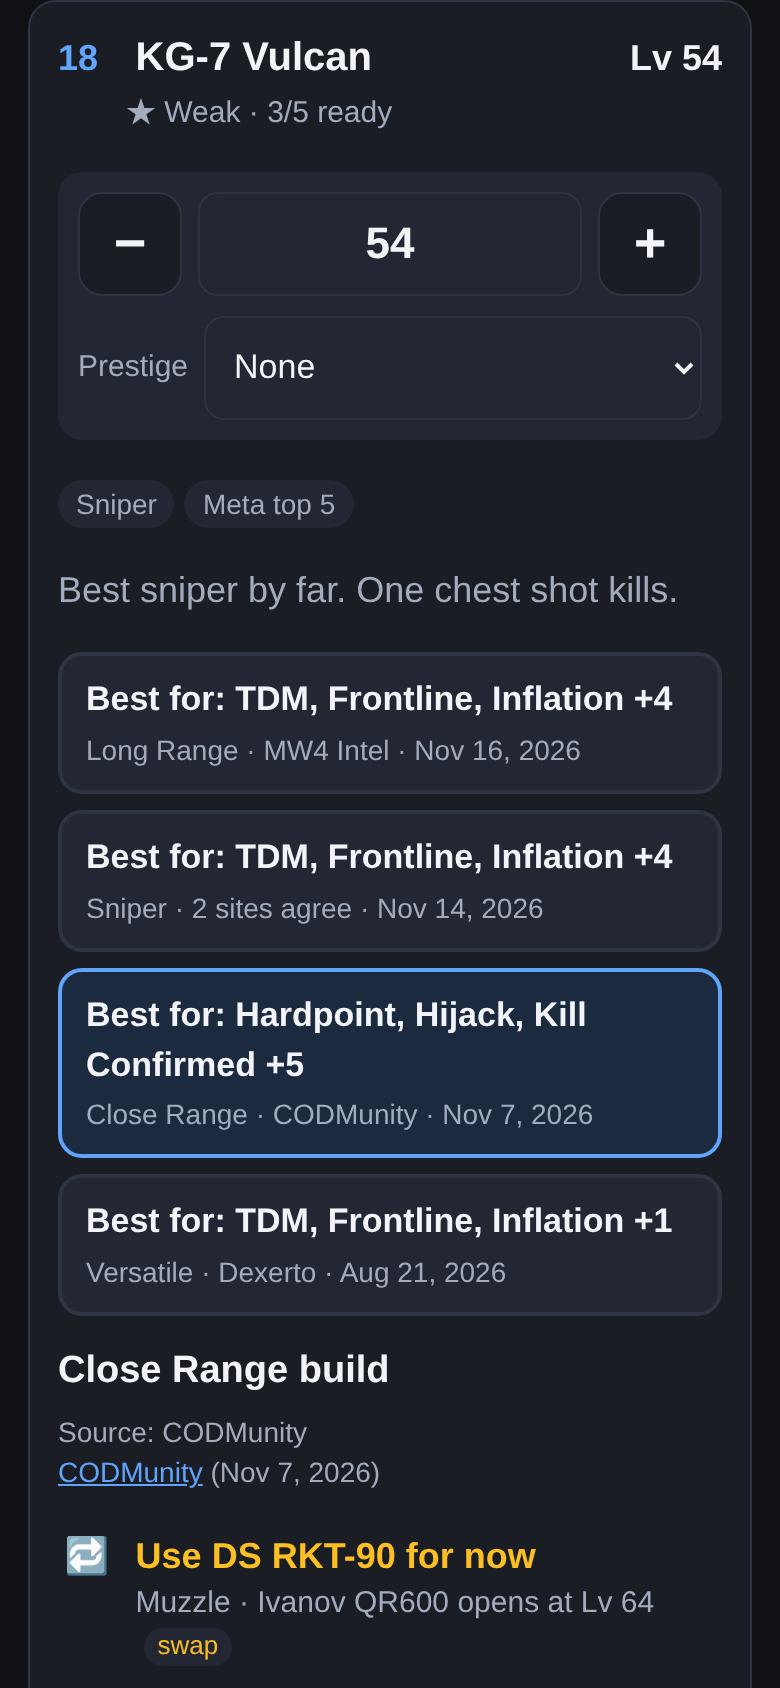 18 KG-7 Vulcan Lv 54
★ Weak · 3/5 ready
− 54 +
Prestige None
Sniper Meta top 5
Best sniper by far. One chest shot kills.
Best for: TDM, Frontline, Inflation +4
Long Range · MW4 Intel · Nov 16, 2026
Best for: TDM, Frontline, Inflation +4
Sniper · 2 sites agree · Nov 14, 2026
Best for: Hardpoint, Hijack, Kill
Confirmed +5
Close Range · CODMunity · Nov 7, 2026
Best for: TDM, Frontline, Inflation +1
Versatile · Dexerto · Aug 21, 2026
Close Range build
Source: CODMunity
CODMunity (Nov 7, 2026)
Use DS RKT-90 for now
Muzzle · Ivanov QR600 opens at Lv 64
swap